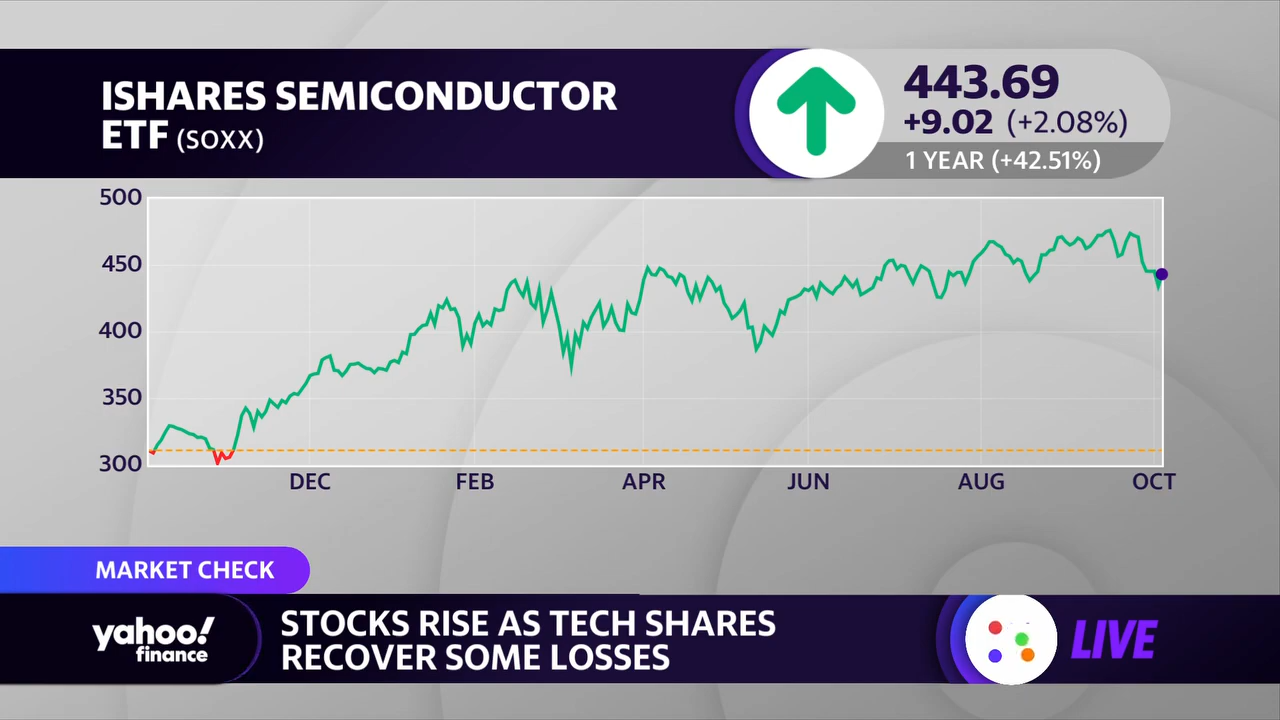 ISHARES SEMICONDUCTOR
ETF (SOXX)
443.69
+9.02 (+2.08%)
1 YEAR (+42.51%)
500
450
400
350
300
DEC FEB APR JUN AUG OCT
MARKET CHECK
yahoo!
finance
STOCKS RISE AS TECH SHARES
RECOVER SOME LOSSES
LIVE